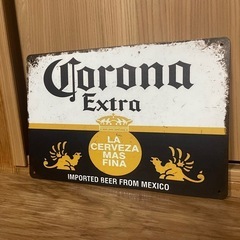 Corona
Extra
LA
CERVEZA
MAS
FINA
IMPORTED BEER FROM MEXICO